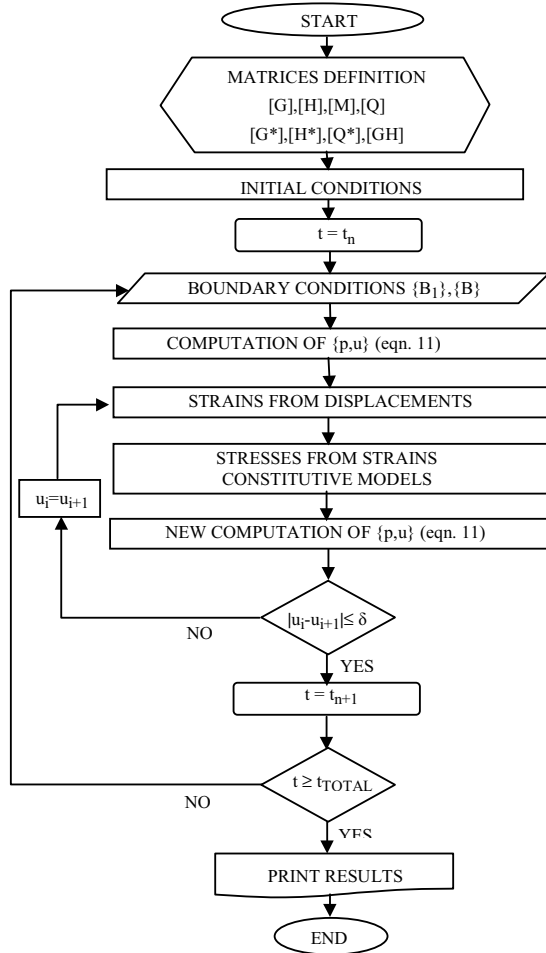 START
MATRICES DEFINITION
[G],[H],[M],[Q]
[G*],[H*],[Q*],[GH]
INITIAL CONDITIONS
t = tn
BOUNDARY CONDITIONS {B1},{B}
COMPUTATION OF {p,u} (eqn. 11)
STRAINS FROM DISPLACEMENTS
STRESSES FROM STRAINS
CONSTITUTIVE MODELS
ui=ui+1
NEW COMPUTATION OF {p,u} (eqn. 11)
|ui-ui+1|≤ δ
NO
YES
t = tn+1
t ≥ tTOTAL
NO
YES
PRINT RESULTS
END